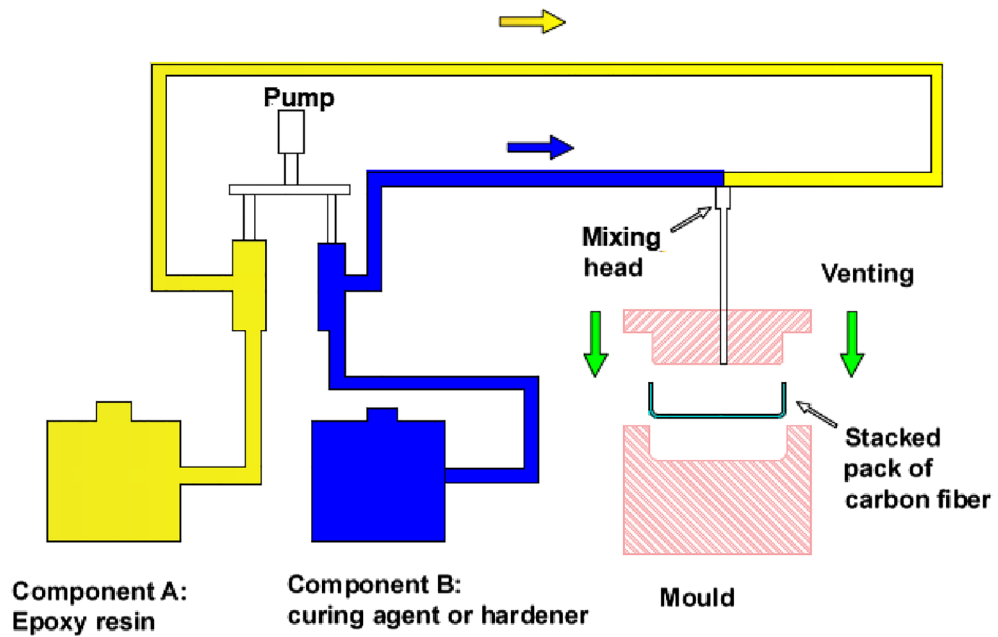 Pump
Mixing
head
Venting
Stacked
pack of
carbon fiber
Component A:
Epoxy resin
Component B:
curing agent or hardener
Mould